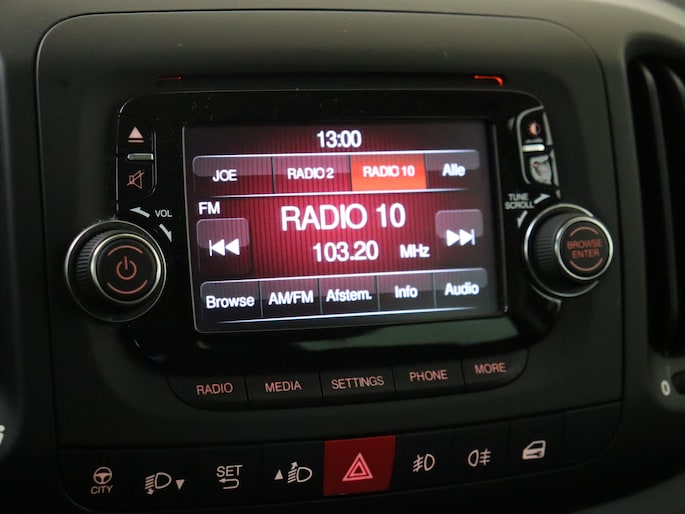 13:00
JOE RADIO 2 RADIO 10 Alle
FM
RADIO 10
103.20 MHz
Browse AM/FM Afstem. Info Audio
VOL
TUNE
SCROLL
BROWSE
ENTER
RADIO MEDIA SETTINGS PHONE MORE
0
CITY
SET